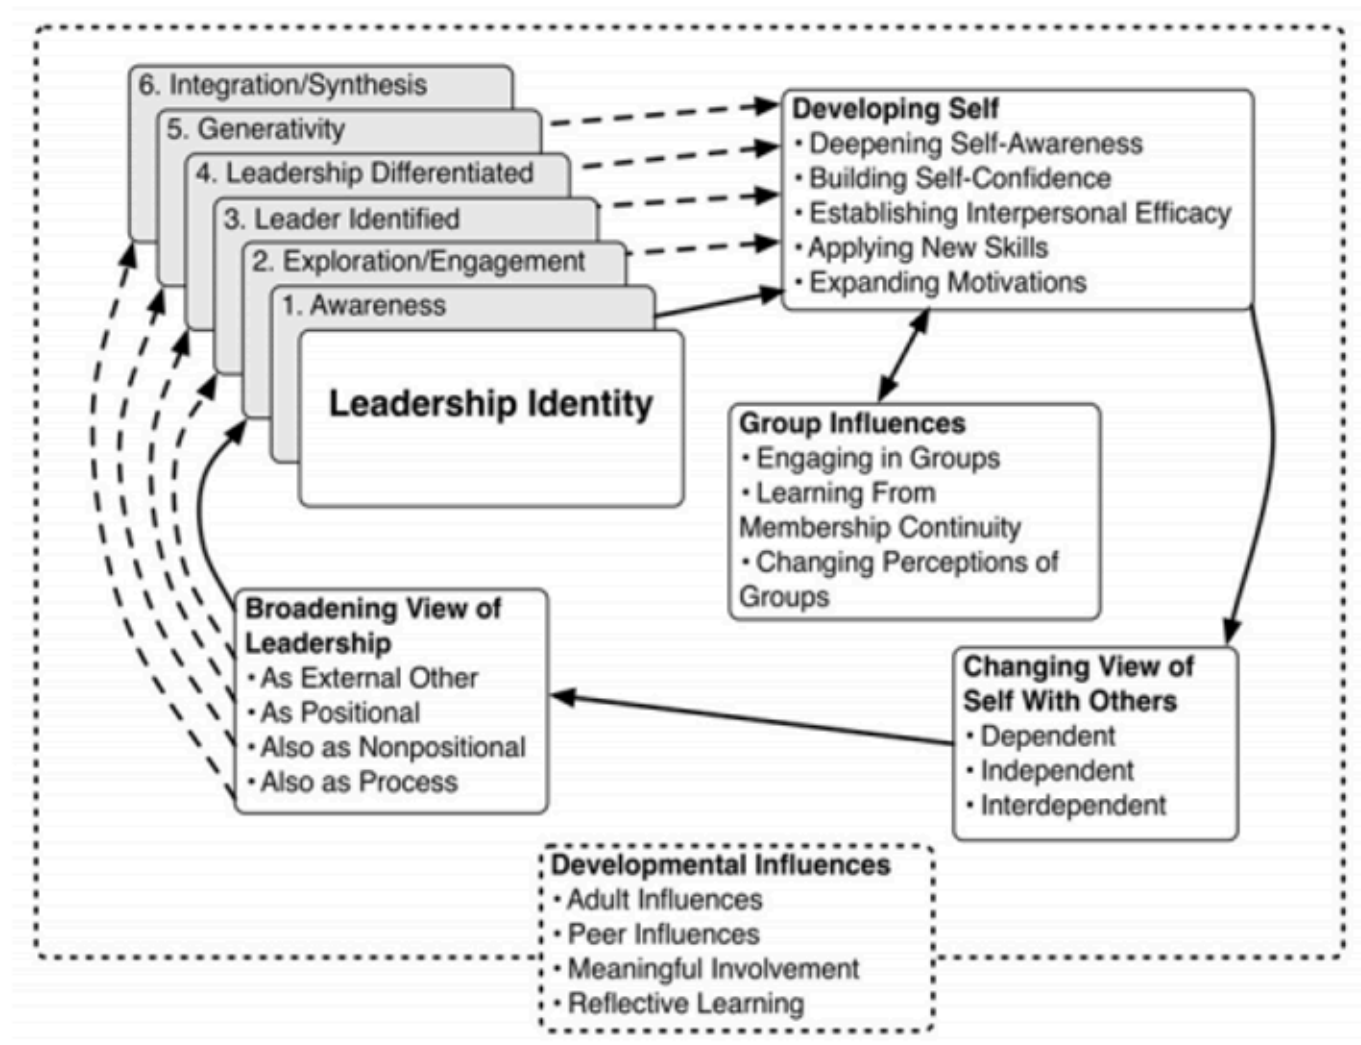 6. Integration/Synthesis
5. Generativity
4. Leadership Differentiated
3. Leader Identified
2. Exploration/Engagement
1. Awareness
Leadership Identity
Developing Self
• Deepening Self-Awareness
• Building Self-Confidence
• Establishing Interpersonal Efficacy
• Applying New Skills
• Expanding Motivations
Group Influences
• Engaging in Groups
• Learning From
Membership Continuity
• Changing Perceptions of
Groups
Broadening View of
Leadership
• As External Other
• As Positional
• Also as Nonpositional
• Also as Process
Changing View of
Self With Others
• Dependent
• Independent
• Interdependent
Developmental Influences
• Adult Influences
• Peer Influences
• Meaningful Involvement
• Reflective Learning